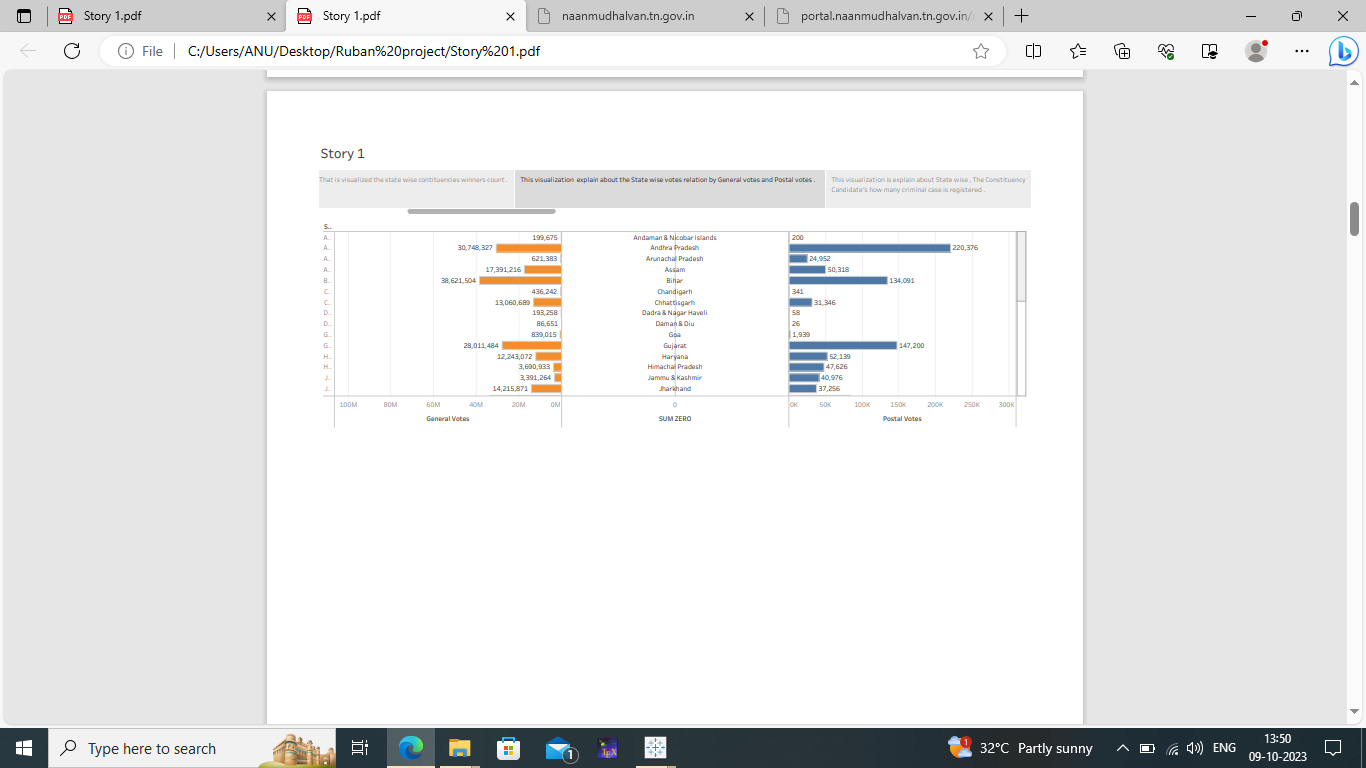 Story 1.pdf
Story 1.pdf
naanmudhalvan.tn.gov.in
portal.naanmudhalvan.tn.gov.in/
File
C:/Users/ANU/Desktop/Ruban%20project/Story%201.pdf
Story 1
That is visualized the state wise contituencies winners count .
This visualization explain about the State wise votes relation by General votes and Postal votes .
This visualization is explain about State wise , The Constituency
Candidate's how many criminal case is registered .
S..
A.. 199,675 Andaman & Nicobar Islands 200
A.. 30,748,327 Andhra Pradesh 220,376
A.. 621,383 Arunachal Pradesh 24,952
A.. 17,391,216 Assam 50,318
B.. 38,621,504 Bihar 134,091
C.. 436,242 Chandigarh 341
C.. 13,060,689 Chhattisgarh 31,346
D.. 193,258 Dadra & Nagar Haveli 58
D.. 86,651 Daman & Diu 26
G.. 839,015 Goa 1,939
G.. 28,011,484 Gujarat 147,200
H.. 12,243,072 Haryana 52,139
H.. 3,690,933 Himachal Pradesh 47,626
J.. 3,391,264 Jammu & Kashmir 40,976
J.. 14,215,871 Jharkhand 37,256
100M 80M 60M 40M 20M 0M 0 0K 50K 100K 150K 200K 250K 300K
General Votes SUM ZERO Postal Votes
Type here to search
1
TEX
1
32°C Partly sunny
ENG
13:50
09-10-2023